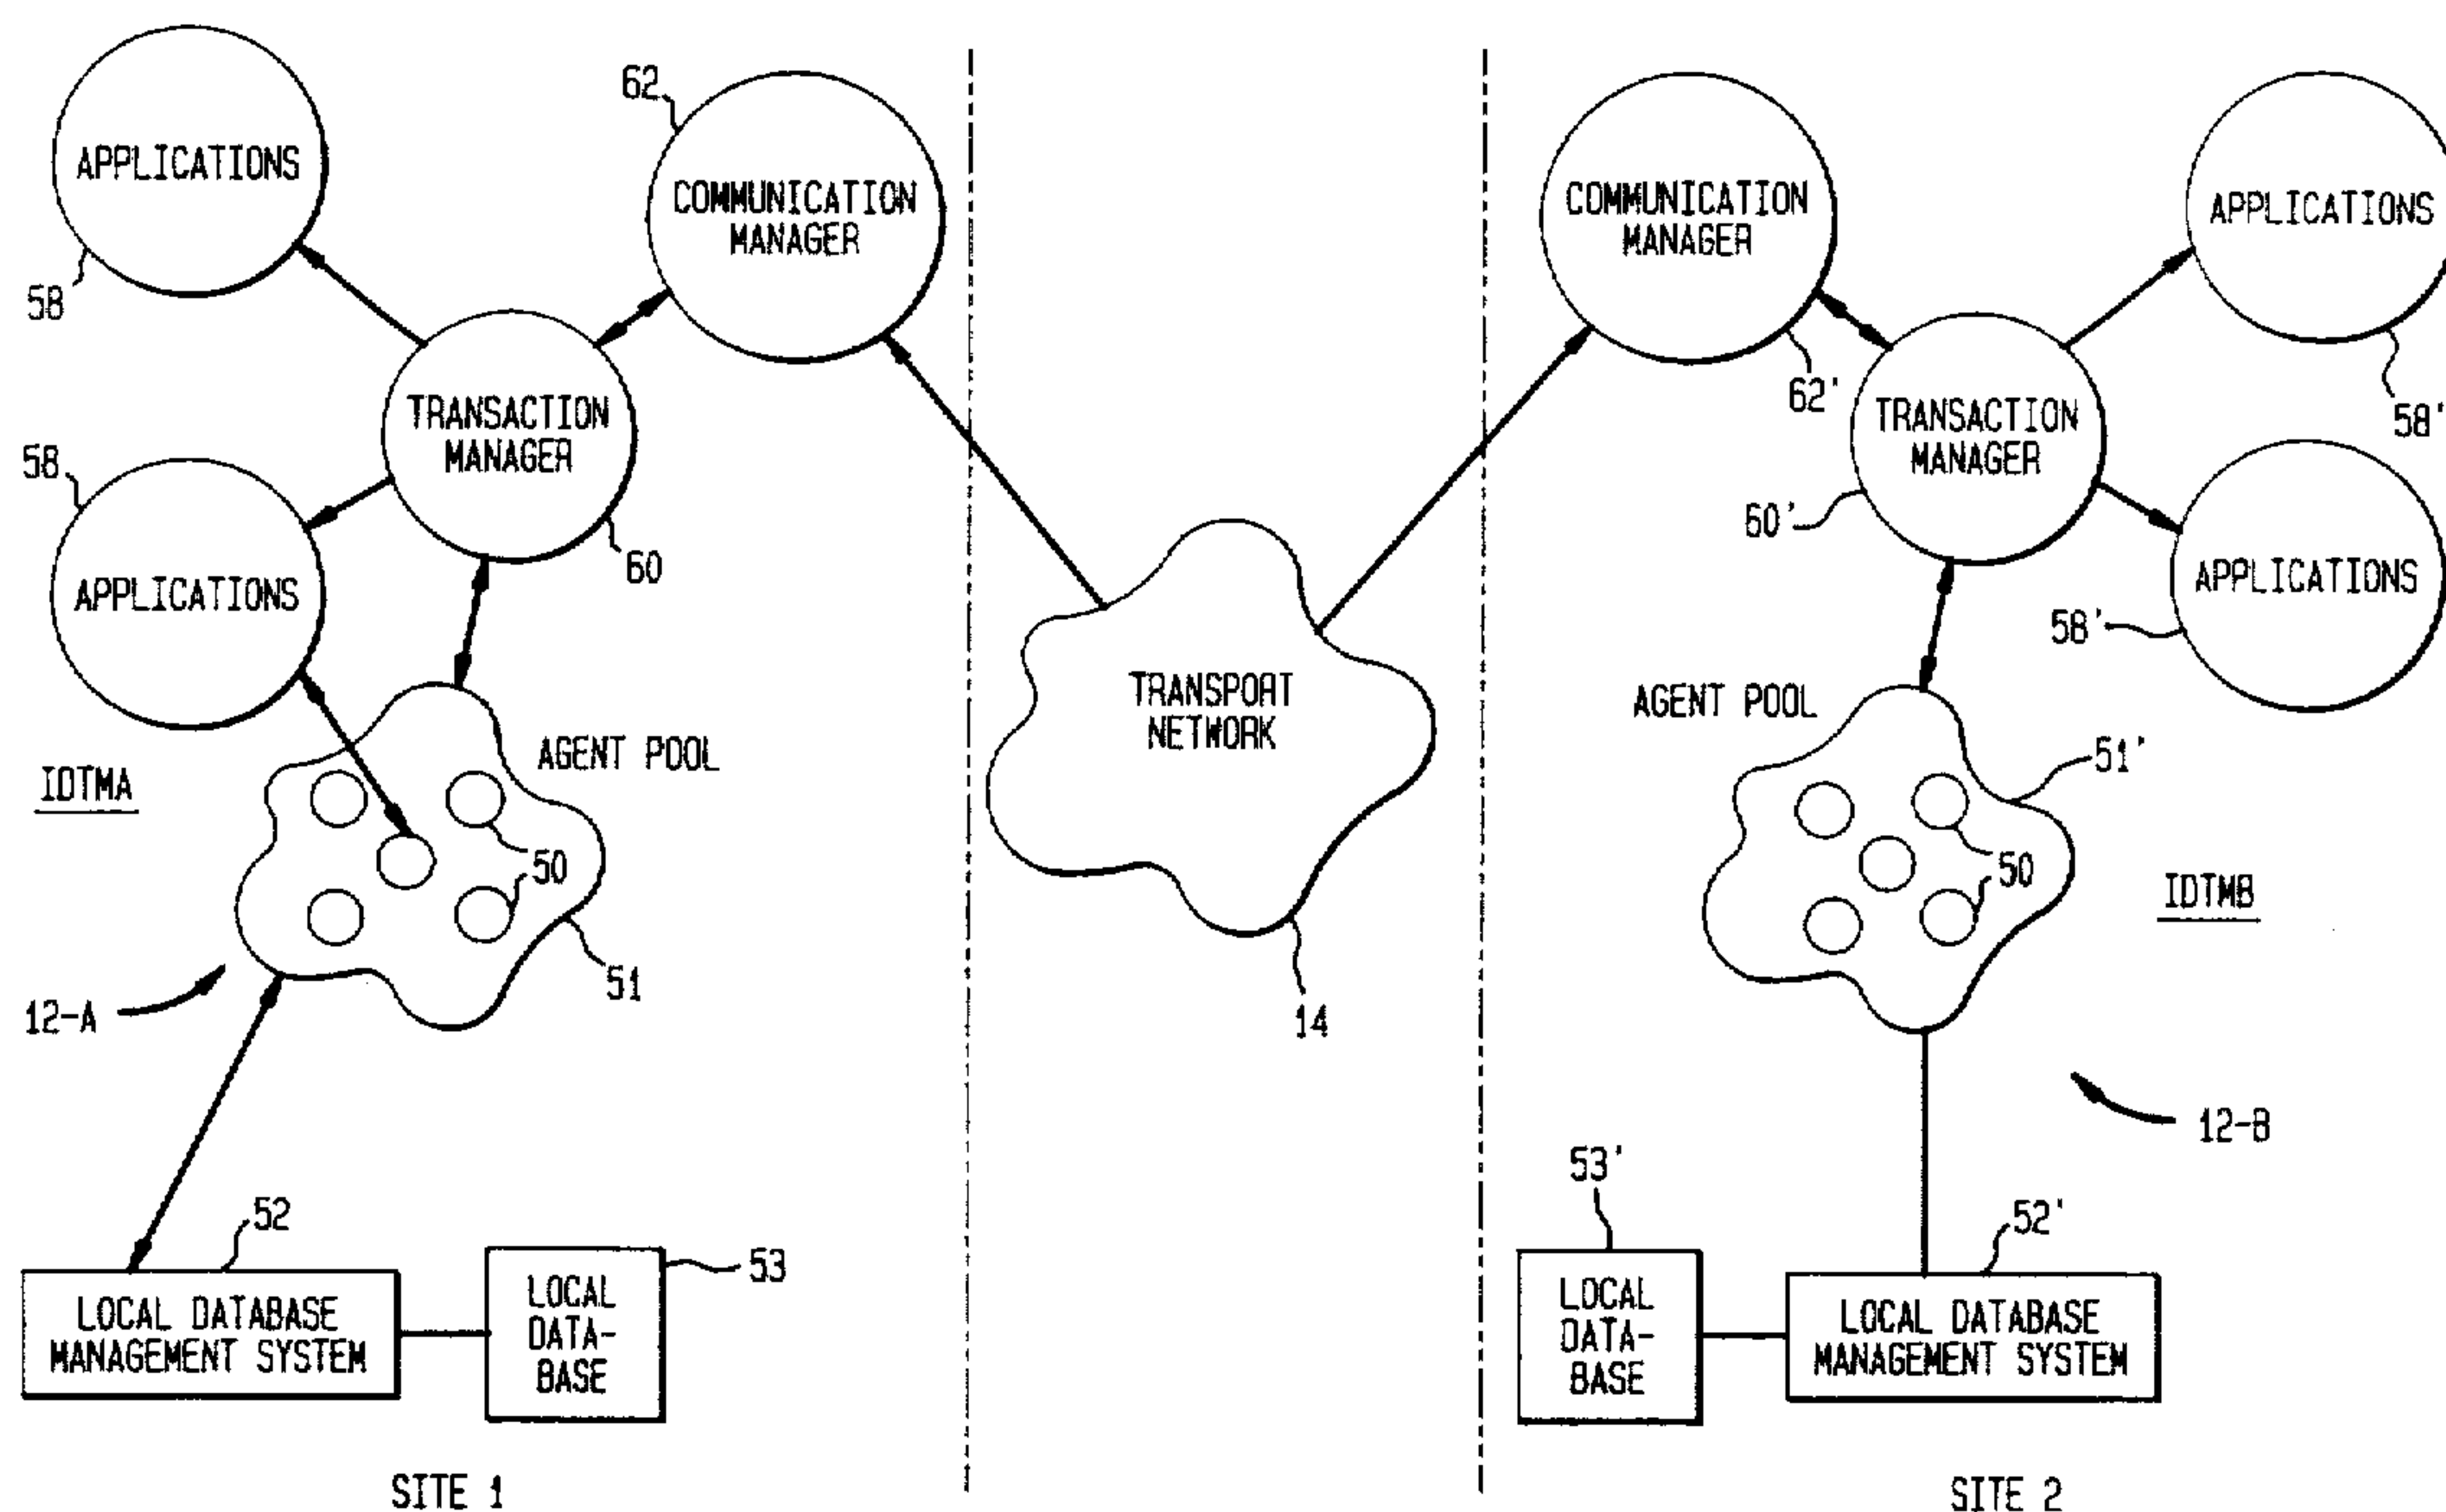 62
APPLICATIONS
COMMUNICATION
MANAGER
58
TRANSACTION
MANAGER
58
60
APPLICATIONS
AGENT POOL
IDTMA
50
51
12-A
52
53
LOCAL DATABASE
MANAGEMENT SYSTEM
LOCAL
DATA-
BASE
SITE 1
TRANSPORT
NETWORK
14
COMMUNICATION
MANAGER
APPLICATIONS
62'
58'
TRANSACTION
MANAGER
60'
APPLICATIONS
58'
AGENT POOL
51'
50
IDTMB
12-B
53'
52'
LOCAL
DATA-
BASE
LOCAL DATABASE
MANAGEMENT SYSTEM
SITE 2